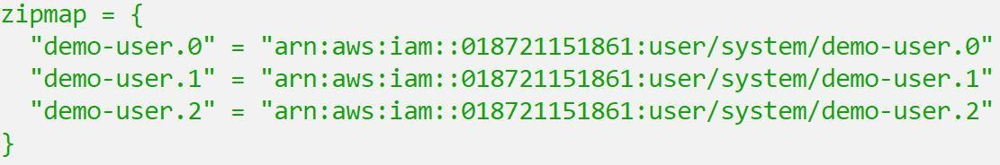 zipmap = {
  "demo-user.0" = "arn:aws:iam::018721151861:user/system/demo-user.0"
  "demo-user.1" = "arn:aws:iam::018721151861:user/system/demo-user.1"
  "demo-user.2" = "arn:aws:iam::018721151861:user/system/demo-user.2"
}